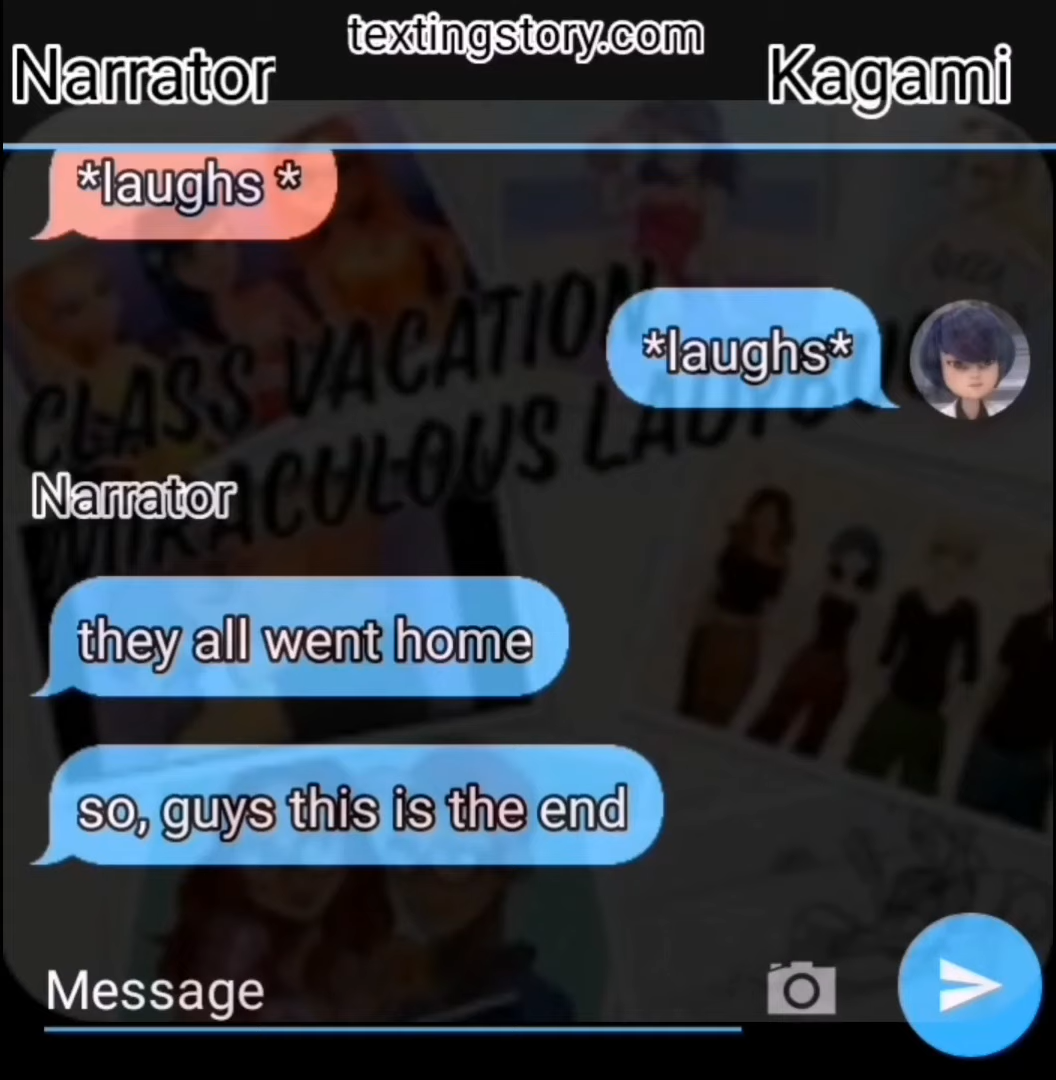 textingstory.com
Narrator
Kagami
*laughs *
*laughs*
CLASS VACATION
MIRACULOUS LADYBUG
Narrator
they all went home
so, guys this is the end
Message